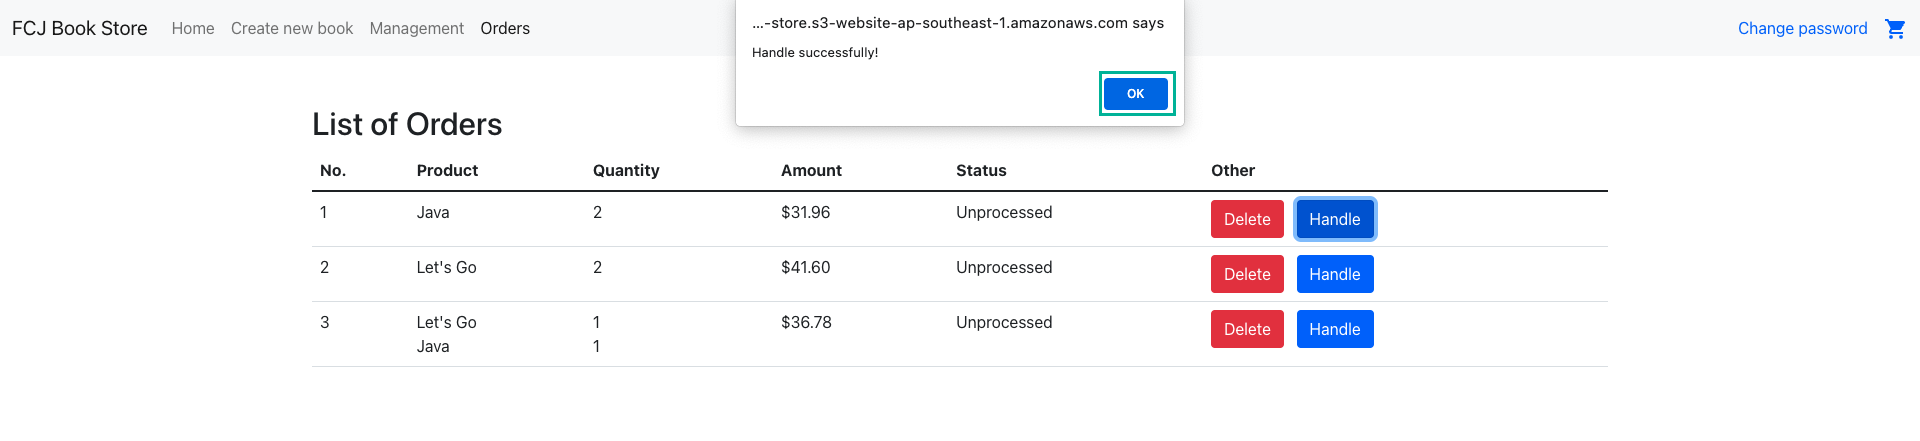 FCJ Book Store Home Create new book Management Orders Change password
...-store.s3-website-ap-southeast-1.amazonaws.com says
Handle successfully!
OK
List of Orders
No. Product Quantity Amount Status Other
1 Java 2 $31.96 Unprocessed Delete Handle
2 Let's Go 2 $41.60 Unprocessed Delete Handle
3 Let's Go 1 $36.78 Unprocessed Delete Handle
Java 1